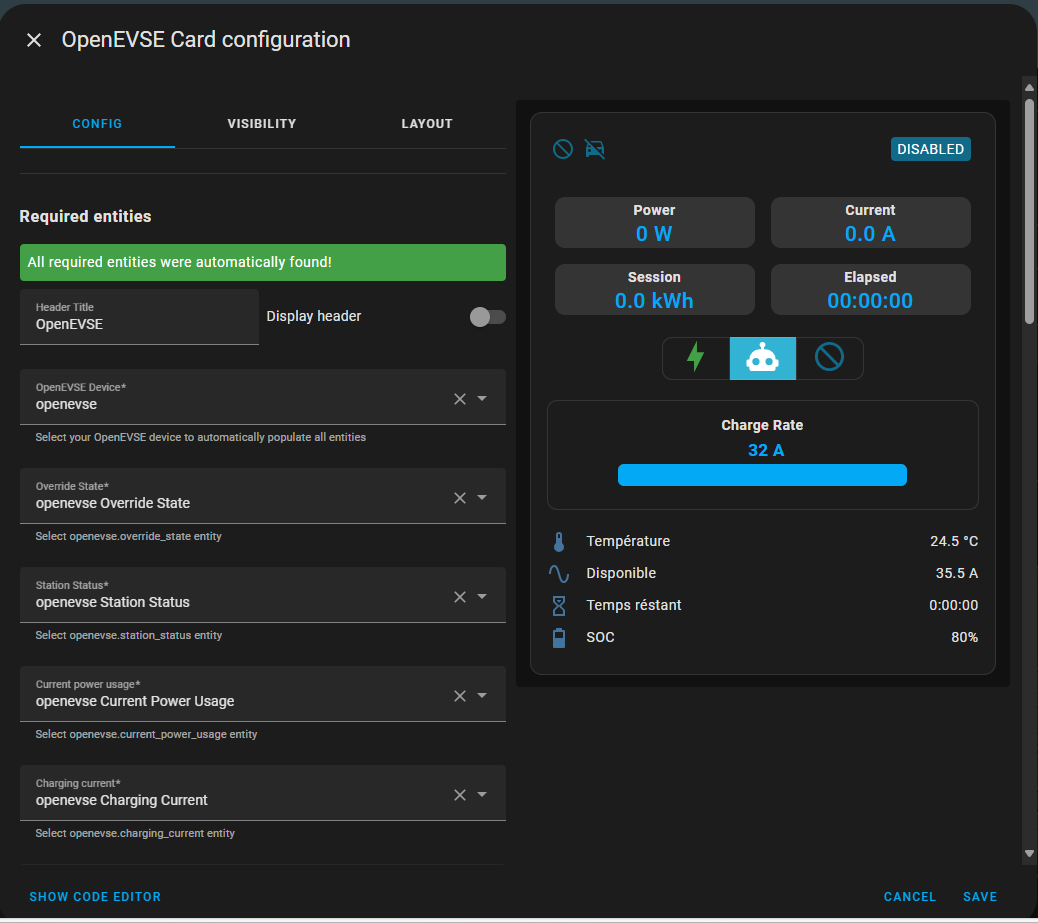 OpenEVSE Card configuration
CONFIG
VISIBILITY
LAYOUT
Required entities
All required entities were automatically found!
Header Title
OpenEVSE
Display header
OpenEVSE Device*
openevse
Select your OpenEVSE device to automatically populate all entities
Override State*
openevse Override State
Select openevse.override_state entity
Station Status*
openevse Station Status
Select openevse.station_status entity
Current power usage*
openevse Current Power Usage
Select openevse.current_power_usage entity
Charging current*
openevse Charging Current
Select openevse.charging_current entity
DISABLED
Power
0 W
Current
0.0 A
Session
0.0 kWh
Elapsed
00:00:00
Charge Rate
32 A
Température 24.5 °C
Disponible 35.5 A
Temps réstant 0:00:00
SOC 80%
SHOW CODE EDITOR
CANCEL
SAVE